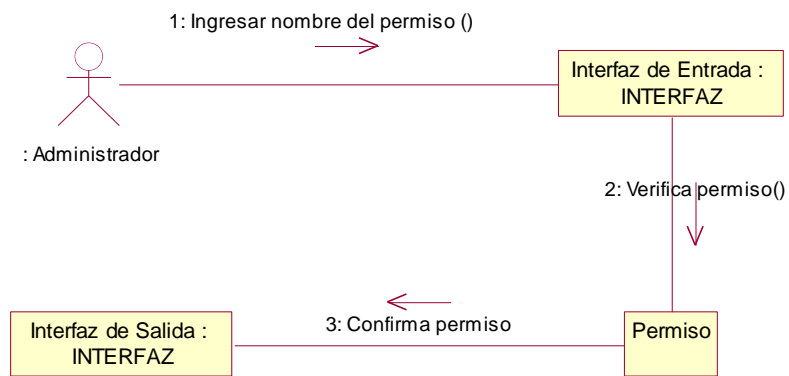 1: Ingresar nombre del permiso ()
Interfaz de Entrada :
INTERFAZ
: Administrador
2: Verifica permiso()
3: Confirma permiso
Interfaz de Salida :
INTERFAZ
Permiso